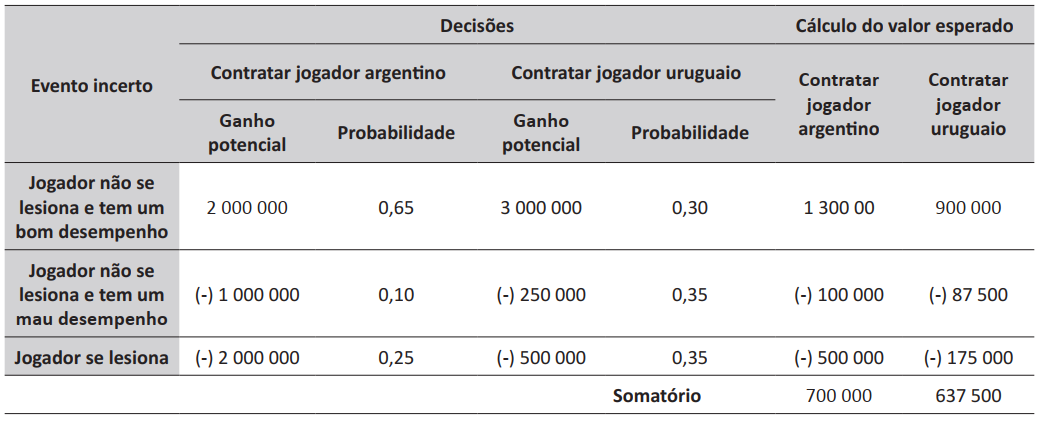 Decisões Cálculo do valor esperado
Evento incerto Contratar jogador argentino Contratar jogador uruguaio Contratar jogador argentino Contratar jogador uruguaio
Ganho potencial Probabilidade Ganho potencial Probabilidade
Jogador não se lesiona e tem um bom desempenho 2 000 000 0,65 3 000 000 0,30 1 300 00 900 000
Jogador não se lesiona e tem um mau desempenho (-) 1 000 000 0,10 (-) 250 000 0,35 (-) 100 000 (-) 87 500
Jogador se lesiona (-) 2 000 000 0,25 (-) 500 000 0,35 (-) 500 000 (-) 175 000
Somatório 700 000 637 500